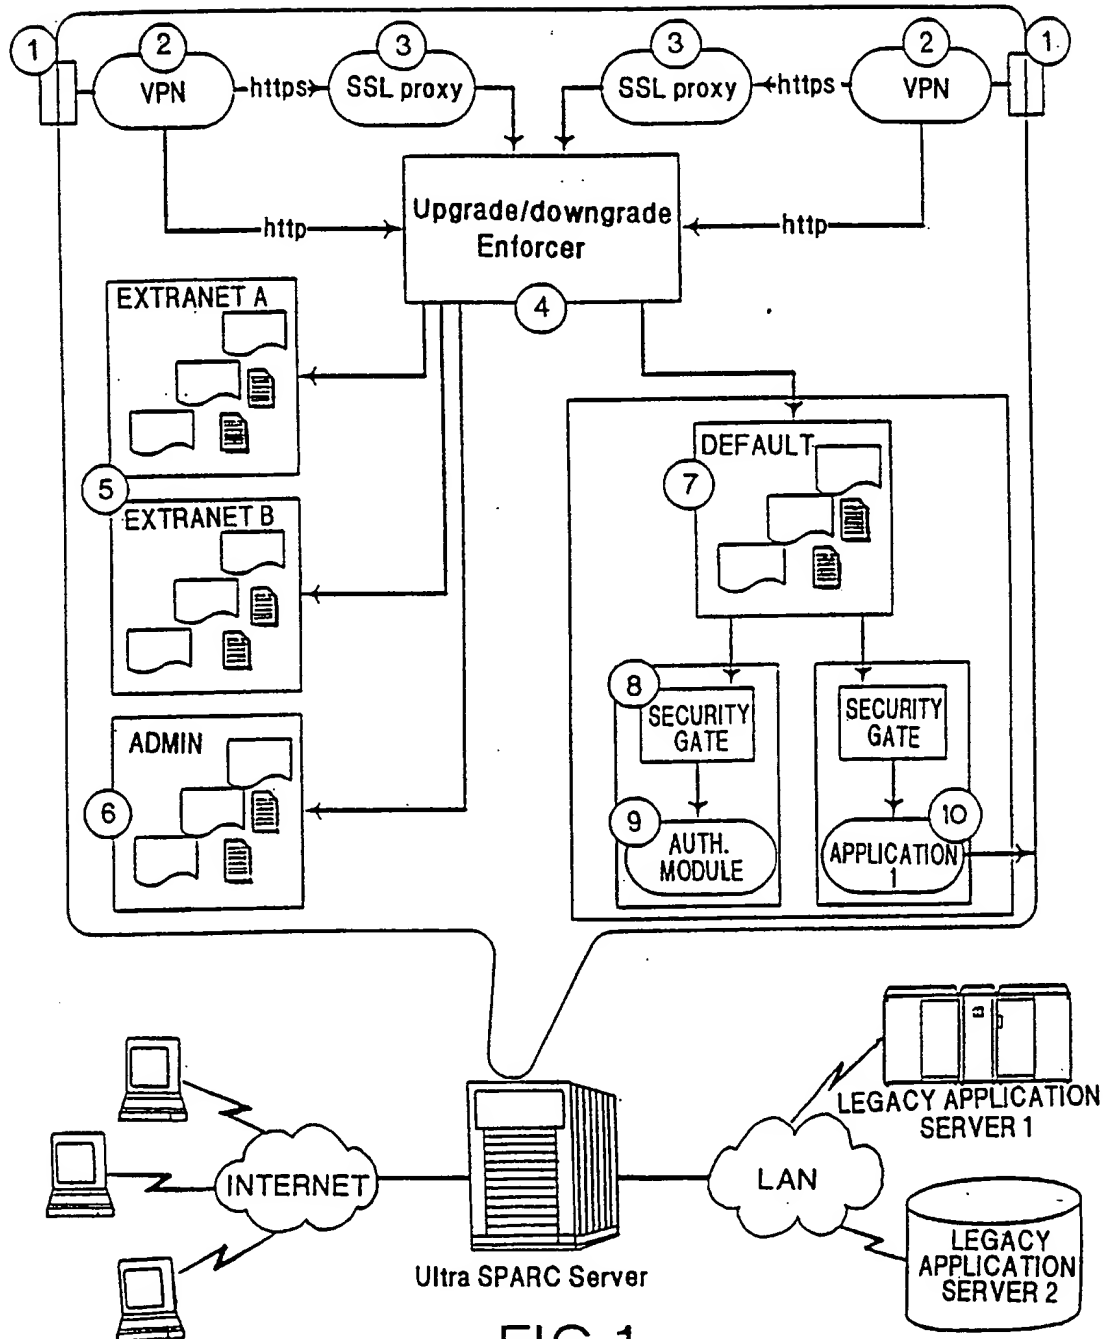 1
2
3
3
2
1
VPN
https
SSL proxy
SSL proxy
https
VPN
Upgrade/downgrade
Enforcer
http
http
4
EXTRANET A
5
EXTRANET B
ADMIN
6
DEFAULT
7
8
SECURITY
GATE
SECURITY
GATE
9
AUTH.
MODULE
10
APPLICATION
1
INTERNET
Ultra SPARC Server
LAN
LEGACY APPLICATION
SERVER 1
LEGACY
APPLICATION
SERVER 2
FIG. 1